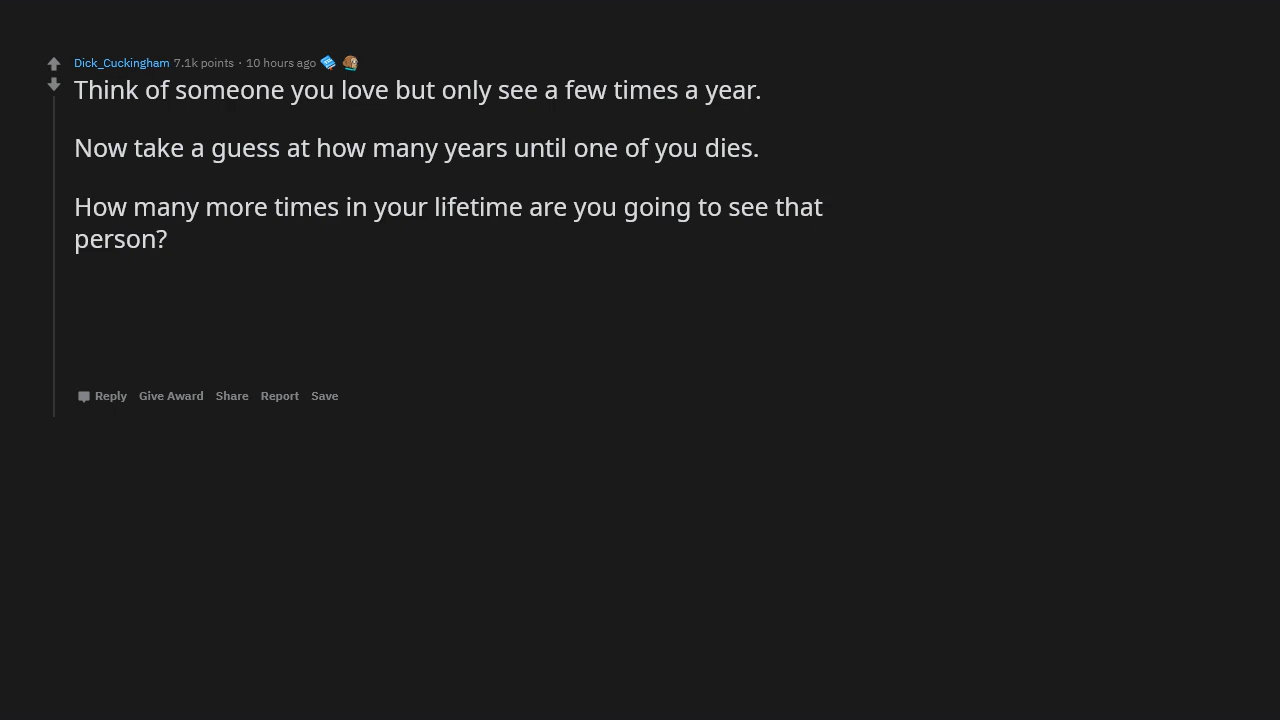 Dick_Cuckingham 7.1k points · 10 hours ago
Think of someone you love but only see a few times a year.
Now take a guess at how many years until one of you dies.
How many more times in your lifetime are you going to see that
person?
Reply Give Award Share Report Save